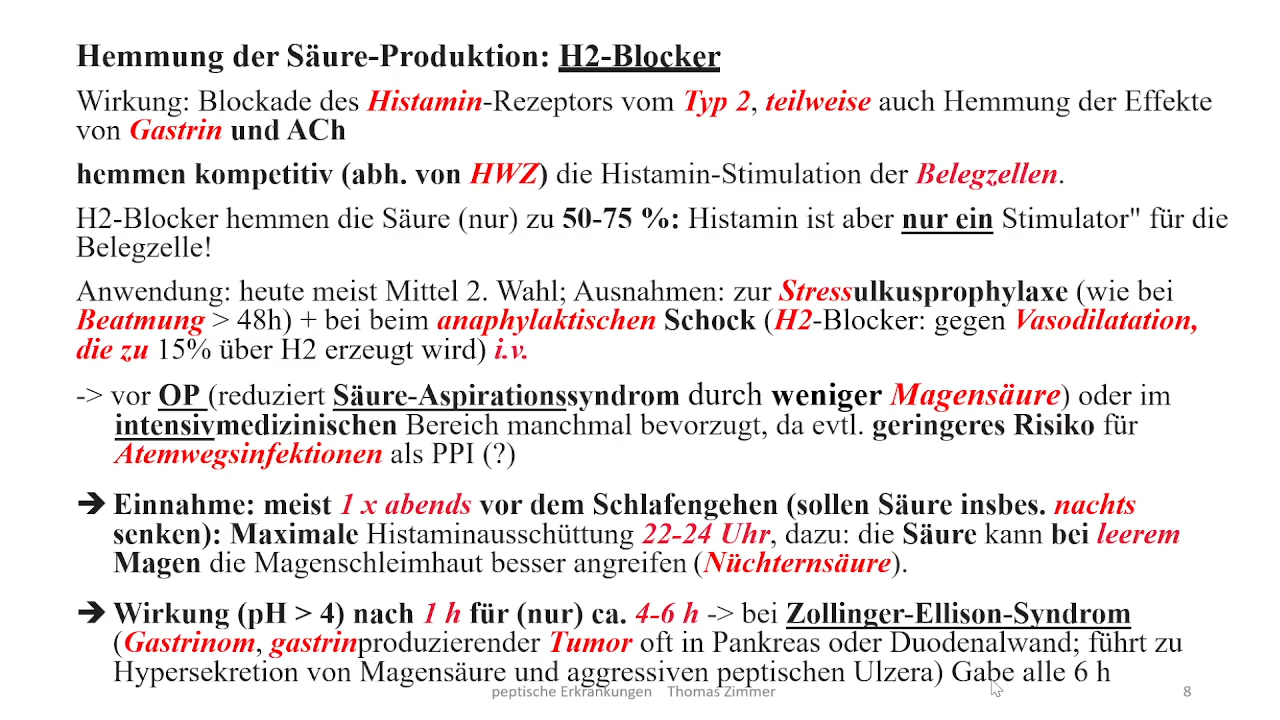 Hemmung der Säure-Produktion: H2-Blocker
Wirkung: Blockade des Histamin-Rezeptors vom Typ 2, teilweise auch Hemmung der Effekte
von Gastrin und ACh
hemmen kompetitiv (abh. von HWZ) die Histamin-Stimulation der Belegzellen.
H2-Blocker hemmen die Säure (nur) zu 50-75 %: Histamin ist aber nur ein Stimulator" für die
Belegzelle!
Anwendung: heute meist Mittel 2. Wahl; Ausnahmen: zur Stressulkusprophylaxe (wie bei
Beatmung > 48h) + bei beim anaphylaktischen Schock (H2-Blocker: gegen Vasodilatation,
die zu 15% über H2 erzeugt wird) i.v.
-> vor OP (reduziert Säure-Aspirationssyndrom durch weniger Magensäure) oder im
intensivmedizinischen Bereich manchmal bevorzugt, da evtl. geringeres Risiko für
Atemwegsinfektionen als PPI (?)
➔ Einnahme: meist 1 x abends vor dem Schlafengehen (sollen Säure insbes. nachts
senken): Maximale Histaminausschüttung 22-24 Uhr, dazu: die Säure kann bei leerem
Magen die Magenschleimhaut besser angreifen (Nüchternsäure).
➔ Wirkung (pH > 4) nach 1 h für (nur) ca. 4-6 h -> bei Zollinger-Ellison-Syndrom
(Gastrinom, gastrinproduzierender Tumor oft in Pankreas oder Duodenalwand; führt zu
Hypersekretion von Magensäure und aggressiven peptischen Ulzera) Gabe alle 6 h
peptische Erkrankungen Thomas Zimmer 8